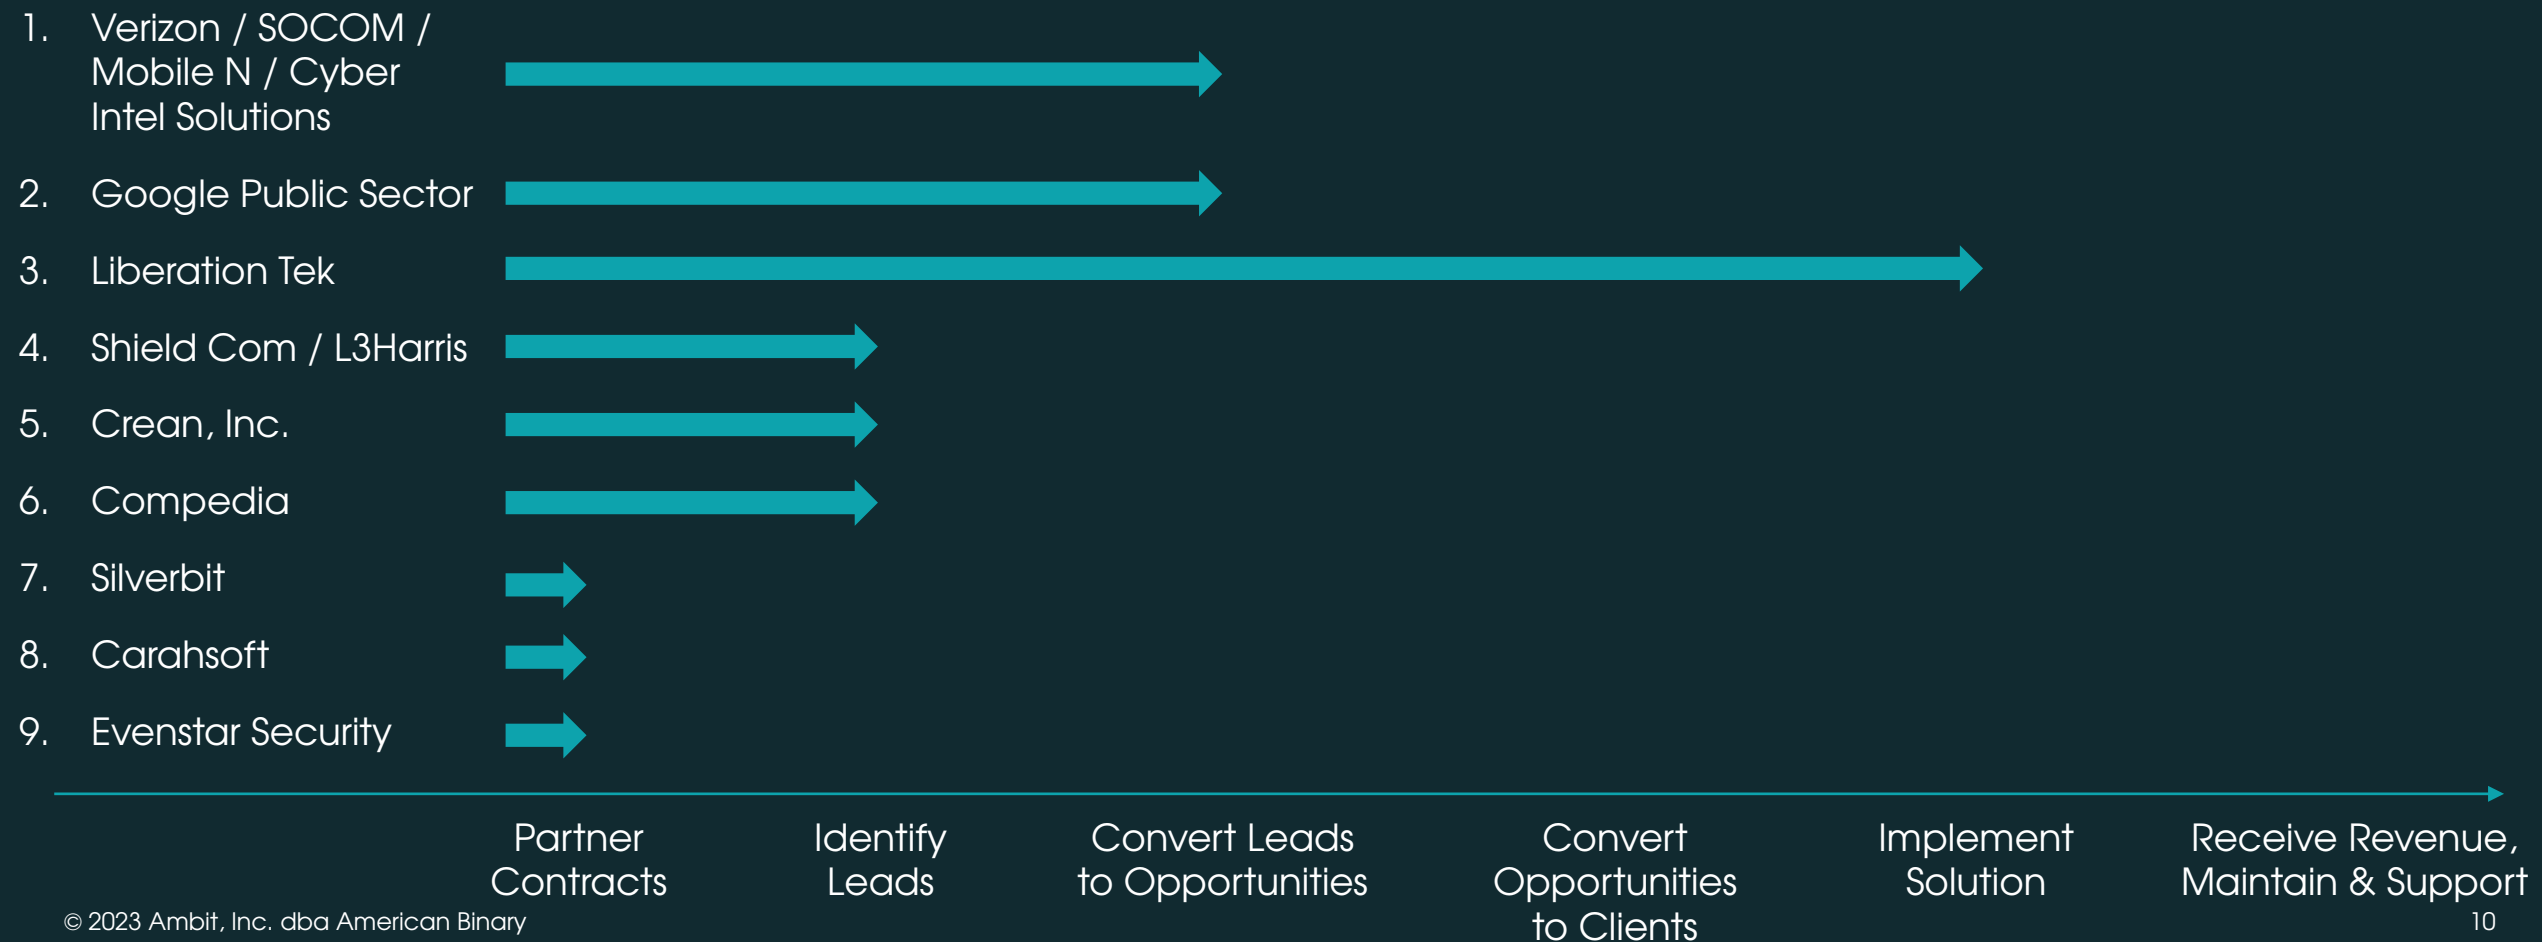 1. Verizon / SOCOM /
Mobile N / Cyber
Intel Solutions
2. Google Public Sector
3. Liberation Tek
4. Shield Com / L3Harris
5. Crean, Inc.
6. Compedia
7. Silverbit
8. Carahsoft
9. Evenstar Security
Partner
Contracts
Identify
Leads
Convert Leads
to Opportunities
Convert
Opportunities
to Clients
Implement
Solution
Receive Revenue,
Maintain & Support
© 2023 Ambit, Inc. dba American Binary
10